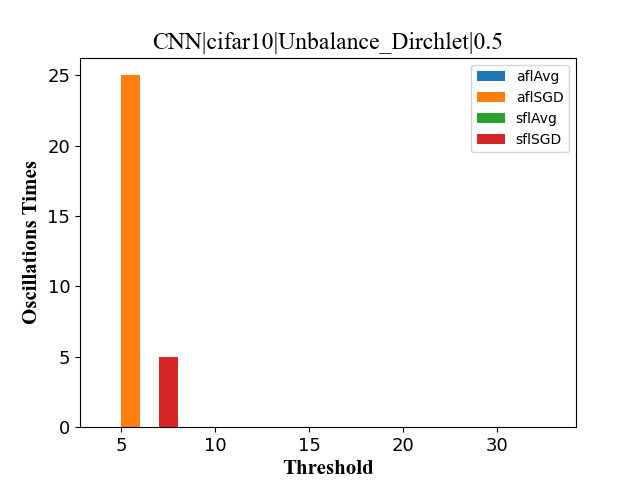 CNN|cifar10|Unbalance_Dirchlet|0.5
25
20
15
10
5
0
Oscillations Times
aflAvg
aflSGD
sflAvg
sflSGD
5 10 15 20 25 30
Threshold